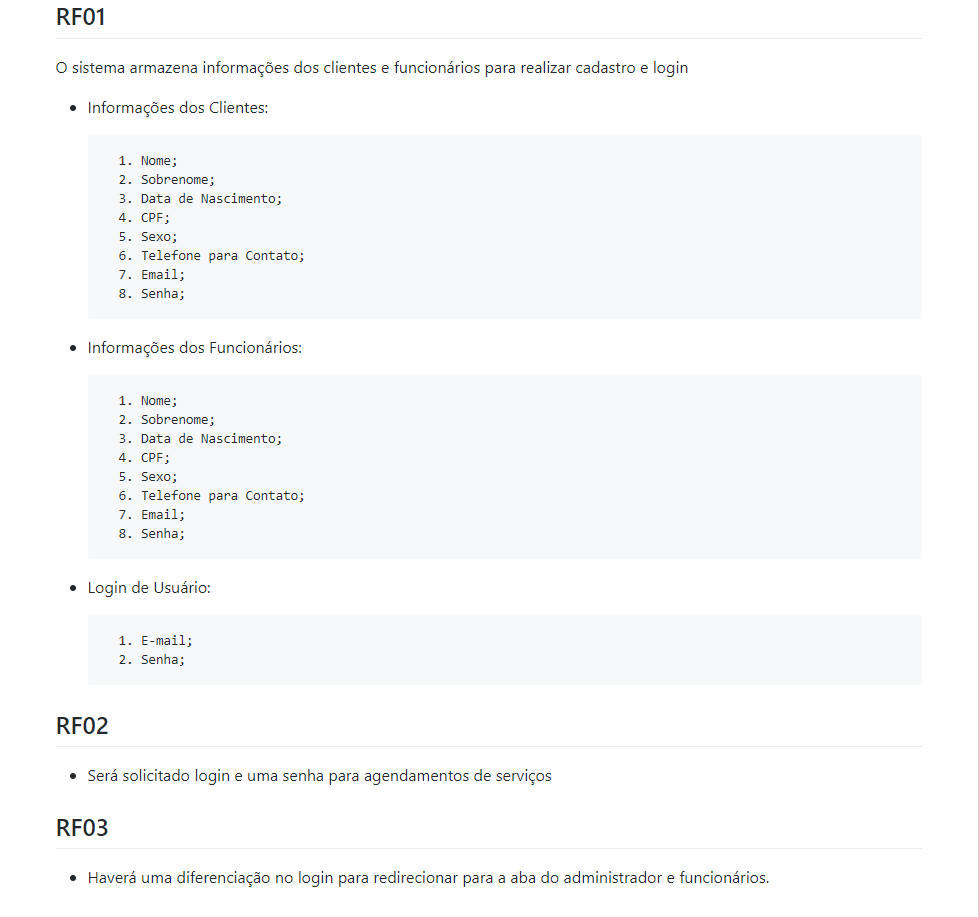 RF01
O sistema armazena informações dos clientes e funcionários para realizar cadastro e login
• Informações dos Clientes:
1. Nome;
2. Sobrenome;
3. Data de Nascimento;
4. CPF;
5. Sexo;
6. Telefone para Contato;
7. Email;
8. Senha;
• Informações dos Funcionários:
1. Nome;
2. Sobrenome;
3. Data de Nascimento;
4. CPF;
5. Sexo;
6. Telefone para Contato;
7. Email;
8. Senha;
• Login de Usuário:
1. E-mail;
2. Senha;
RF02
• Será solicitado login e uma senha para agendamentos de serviços
RF03
• Haverá uma diferenciação no login para redirecionar para a aba do administrador e funcionários.